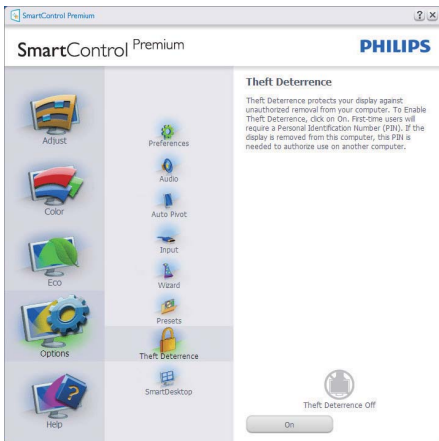 SmartControl Premium
SmartControl Premium
PHILIPS
Adjust
Color
Eco
Options
Help
Preferences
Audio
Auto Pivot
Input
Wizard
Presets
Theft Deterrence
SmartDesktop
Theft Deterrence
Theft Deterrence protects your display against
unauthorized removal from your computer. To Enable
Theft Deterrence, click on On. First-time users will
require a Personal Identification Number (PIN). If the
display is removed from this computer, this PIN is
needed to authorize use on another computer.
Theft Deterrence Off
On